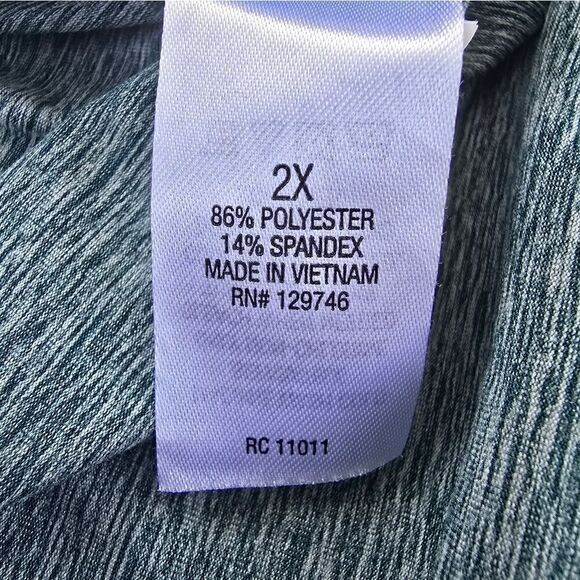 2X
86% POLYESTER
14% SPANDEX
MADE IN VIETNAM
RN# 129746
RC 11011